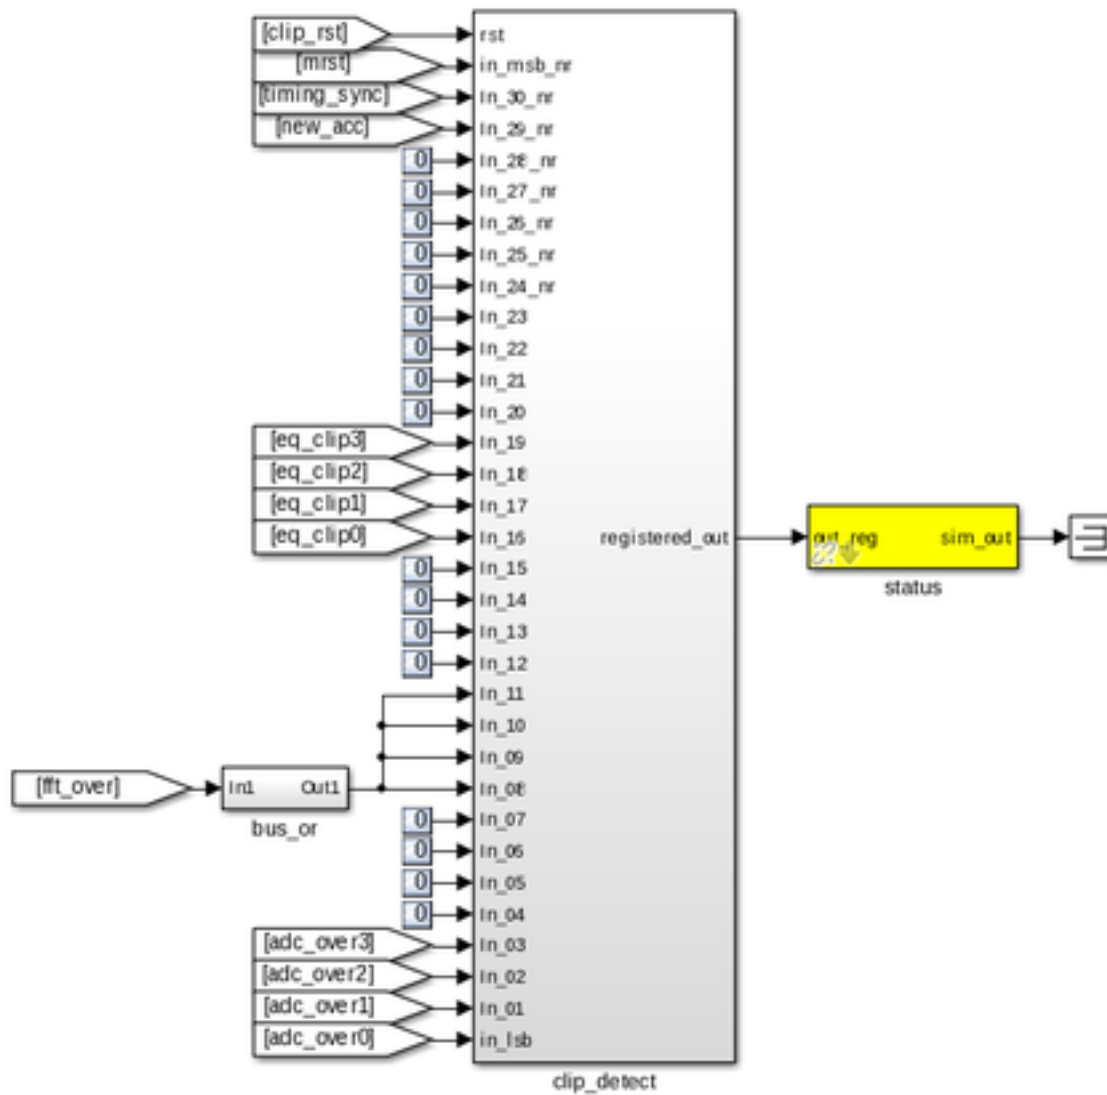 [clip_rst] rst
[mrst] in_msb_nr
[timing_sync] In_30_nr
[new_acc] In_29_nr
0 In_28_nr
0 In_27_nr
0 In_26_nr
0 In_25_nr
0 In_24_nr
0 In_23
0 In_22
0 In_21
0 In_20
[eq_clip3] In_19
[eq_clip2] In_18
[eq_clip1] In_17
[eq_clip0] In_16 registered_out out_reg sim_out
status
0 In_15
0 In_14
0 In_13
0 In_12
In_11
In_10
In_09
[fft_over] In1 Out1 In_08
bus_or
0 In_07
0 In_06
0 In_05
0 In_04
[adc_over3] In_03
[adc_over2] In_02
[adc_over1] In_01
[adc_over0] in_lsb
clip_detect